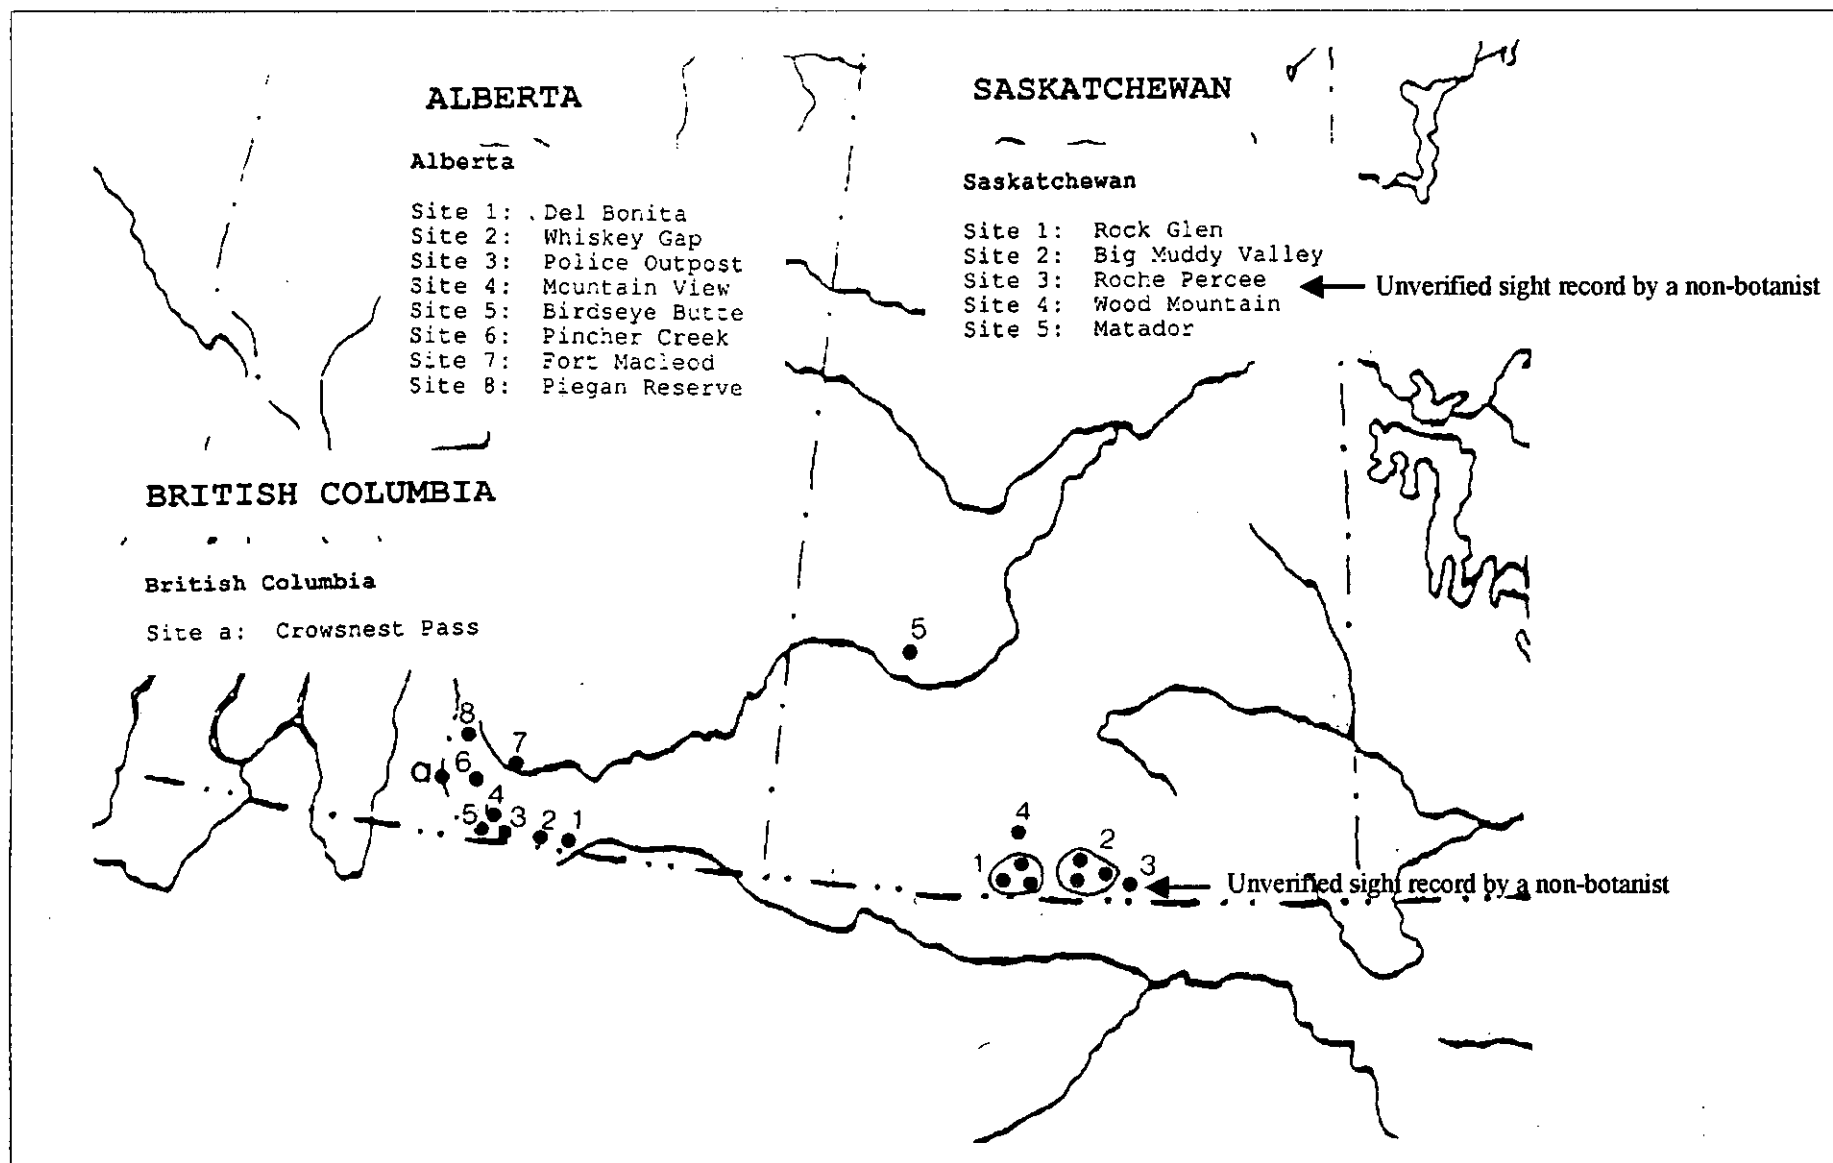 ALBERTA
Alberta
Site 1: Del Bonita
Site 2: Whiskey Gap
Site 3: Police Outpost
Site 4: Mountain View
Site 5: Birdseye Butte
Site 6: Pincher Creek
Site 7: Fort Macleod
Site 8: Piegan Reserve
SASKATCHEWAN
Saskatchewan
Site 1: Rock Glen
Site 2: Big Muddy Valley
Site 3: Roche Percee
Unverified sight record by a non-botanist
Site 4: Wood Mountain
Site 5: Matador
BRITISH COLUMBIA
British Columbia
Site a: Crowsnest Pass
5
8
7
a 6
4
5 3 2 1
4
1 2 3
Unverified sight record by a non-botanist